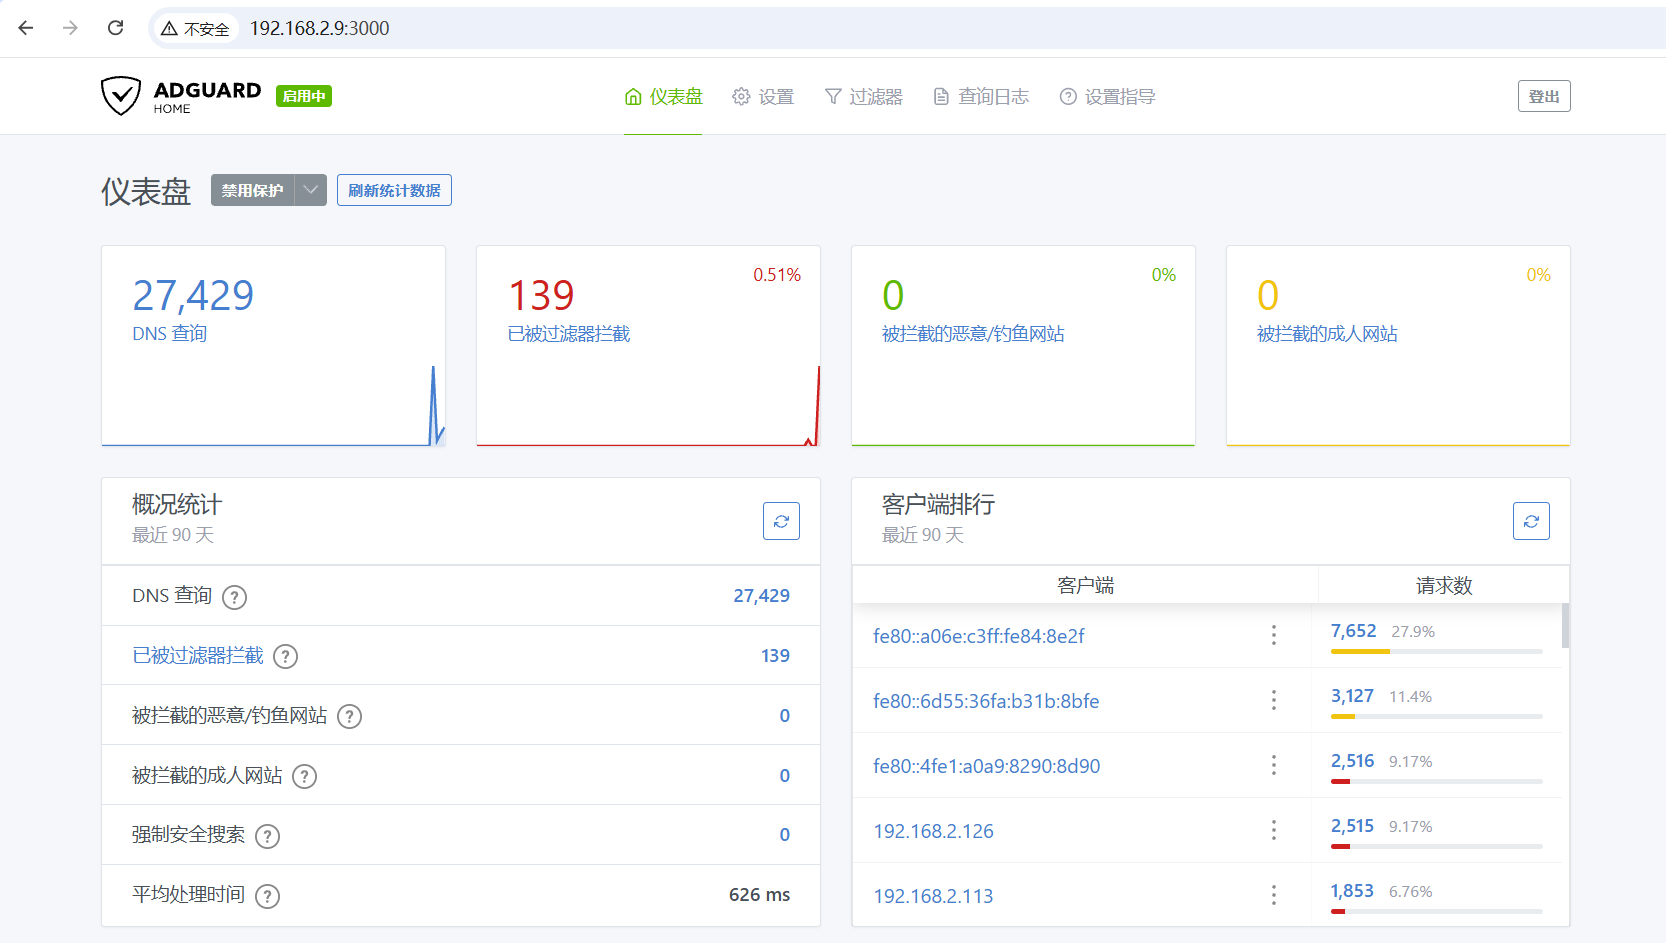 不安全 192.168.2.9:3000
ADGUARD
HOME
启用中
仪表盘 设置 过滤器 查询日志 设置指导
登出
仪表盘 禁用保护 刷新统计数据
27,429
DNS 查询
0.51%
139
已被过滤器拦截
0%
0
被拦截的恶意/钓鱼网站
0%
0
被拦截的成人网站
概况统计
最近 90 天
DNS 查询 ? 27,429
已被过滤器拦截 ? 139
被拦截的恶意/钓鱼网站 ? 0
被拦截的成人网站 ? 0
强制安全搜索 ? 0
平均处理时间 ? 626 ms
客户端排行
最近 90 天
客户端 请求数
fe80::a06e:c3ff:fe84:8e2f 7,652 27.9%
fe80::6d55:36fa:b31b:8bfe 3,127 11.4%
fe80::4fe1:a0a9:8290:8d90 2,516 9.17%
192.168.2.126 2,515 9.17%
192.168.2.113 1,853 6.76%